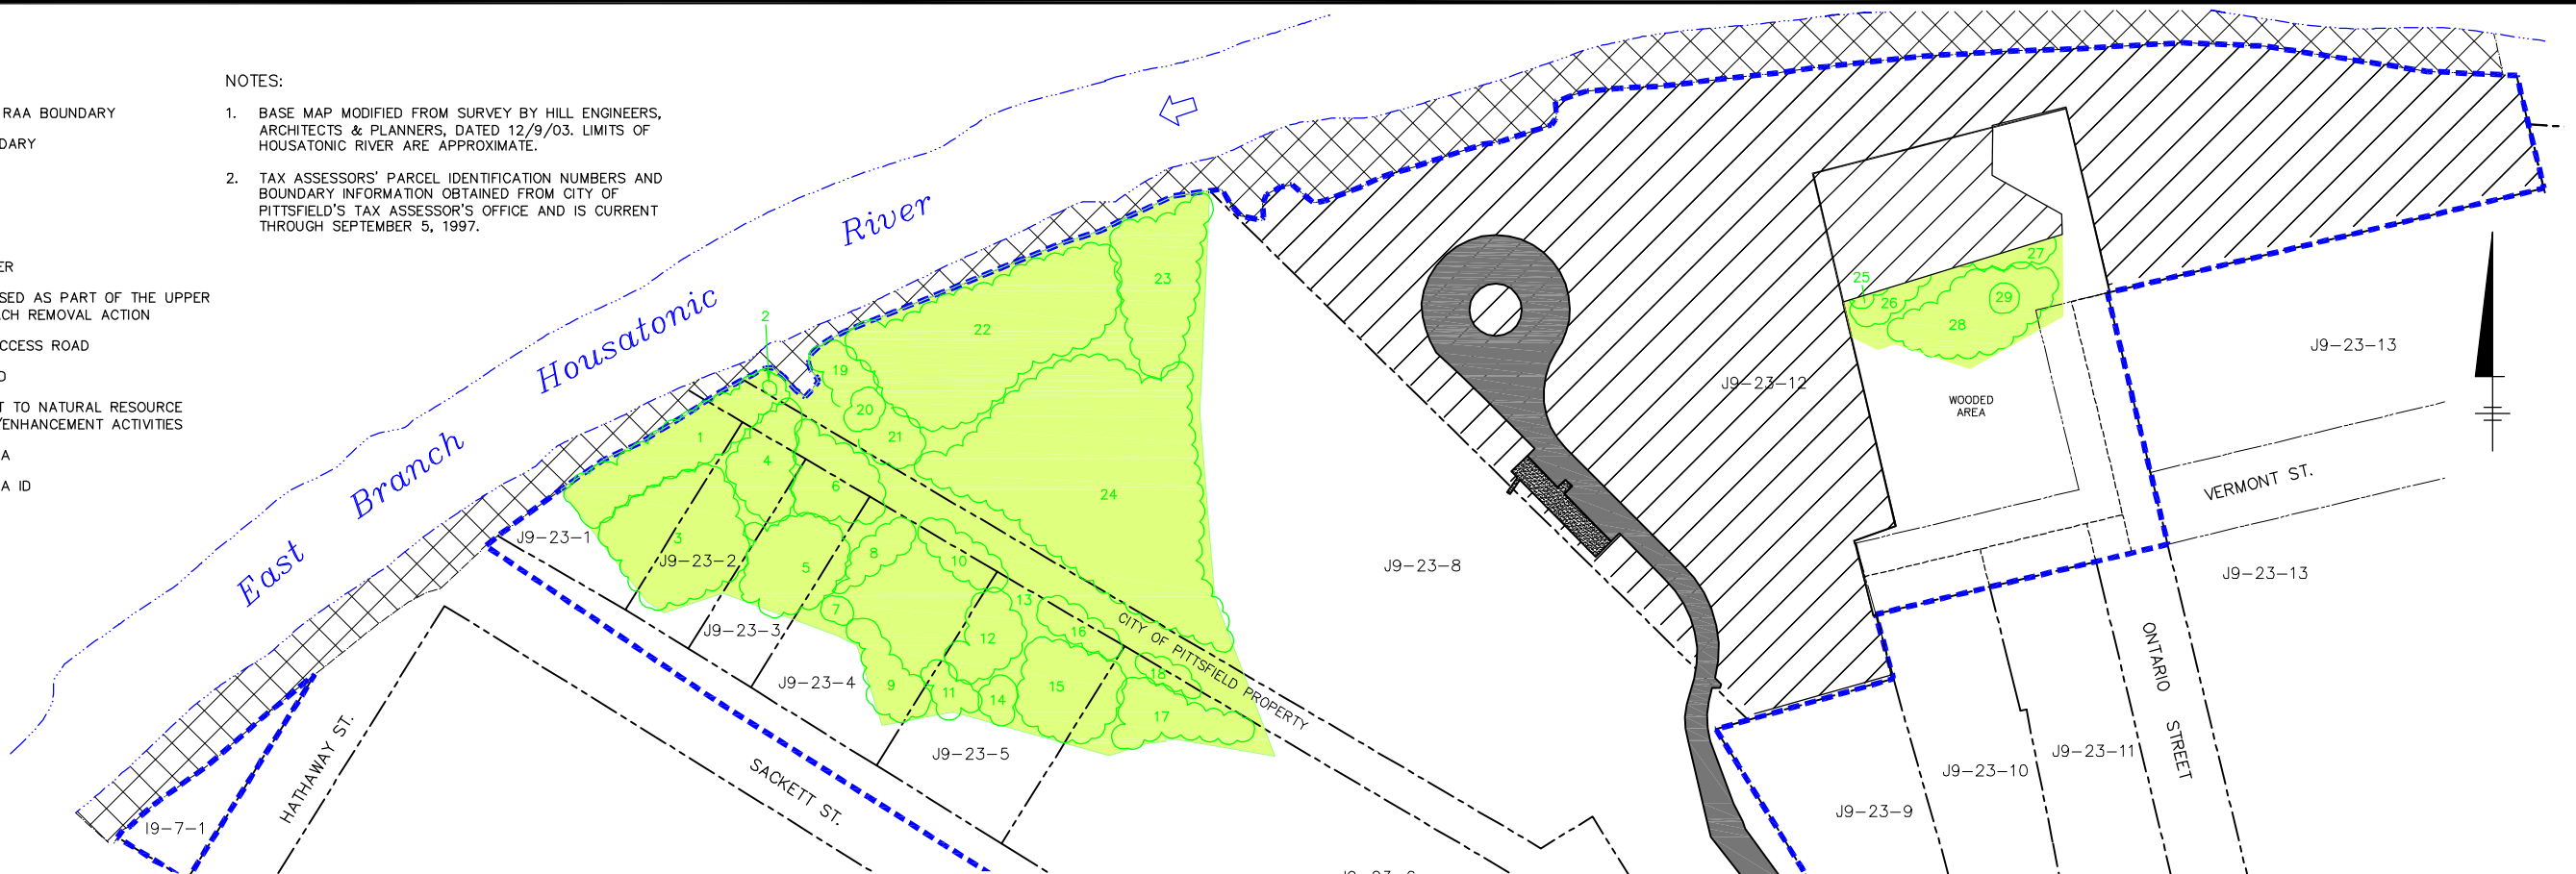 RAA BOUNDARY
DARY
ER
SED AS PART OF THE UPPER
CH REMOVAL ACTION
CCESS ROAD
D
T TO NATURAL RESOURCE
/ENHANCEMENT ACTIVITIES
A
A ID
NOTES:
1. BASE MAP MODIFIED FROM SURVEY BY HILL ENGINEERS,
ARCHITECTS & PLANNERS, DATED 12/9/03. LIMITS OF
HOUSATONIC RIVER ARE APPROXIMATE.
2. TAX ASSESSORS' PARCEL IDENTIFICATION NUMBERS AND
BOUNDARY INFORMATION OBTAINED FROM CITY OF
PITTSFIELD'S TAX ASSESSOR'S OFFICE AND IS CURRENT
THROUGH SEPTEMBER 5, 1997.
East Branch Housatonic River
1
2
3
4
5
6
7
8
9
10
11
12
13
14
15
16
17
18
19
20
21
22
23
24
25
26
27
28
29
J9-23-1
J9-23-2
J9-23-3
J9-23-4
J9-23-5
CITY OF PITTSFIELD PROPERTY
SACKETT ST.
HATHAWAY ST.
I9-7-1
J9-23-8
J9-23-12
WOODED
AREA
J9-23-13
VERMONT ST.
J9-23-13
ONTARIO STREET
J9-23-11
J9-23-10
J9-23-9